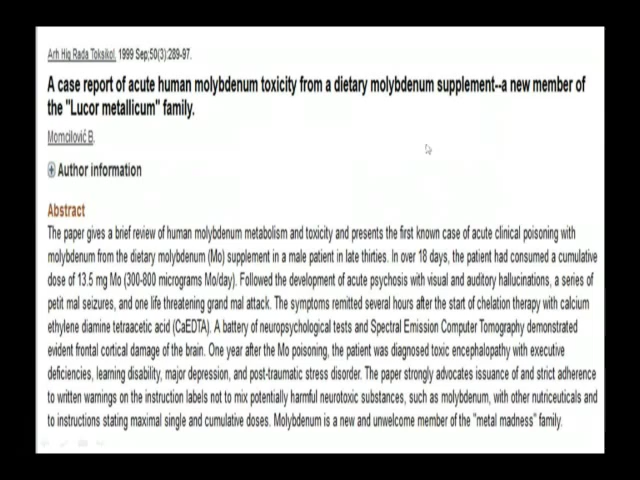 Arh Hig Rada Toksikol. 1999 Sep;50(3):289-97.
A case report of acute human molybdenum toxicity from a dietary molybdenum supplement--a new member of
the "Lucor metallicum" family.
Momcilović B.
Author information
Abstract
The paper gives a brief review of human molybdenum metabolism and toxicity and presents the first known case of acute clinical poisoning with
molybdenum from the dietary molybdenum (Mo) supplement in a male patient in late thirties. In over 18 days, the patient had consumed a cumulative
dose of 13.5 mg Mo (300-800 micrograms Mo/day). Followed the development of acute psychosis with visual and auditory hallucinations, a series of
petit mal seizures, and one life threatening grand mal attack. The symptoms remitted several hours after the start of chelation therapy with calcium
ethylene diamine tetraacetic acid (CaEDTA). A battery of neuropsychological tests and Spectral Emission Computer Tomography demonstrated
evident frontal cortical damage of the brain. One year after the Mo poisoning, the patient was diagnosed toxic encephalopathy with executive
deficiencies, learning disability, major depression, and post-traumatic stress disorder. The paper strongly advocates issuance of and strict adherence
to written warnings on the instruction labels not to mix potentially harmful neurotoxic substances, such as molybdenum, with other nutriceuticals and
to instructions stating maximal single and cumulative doses. Molybdenum is a new and unwelcome member of the "metal madness" family.